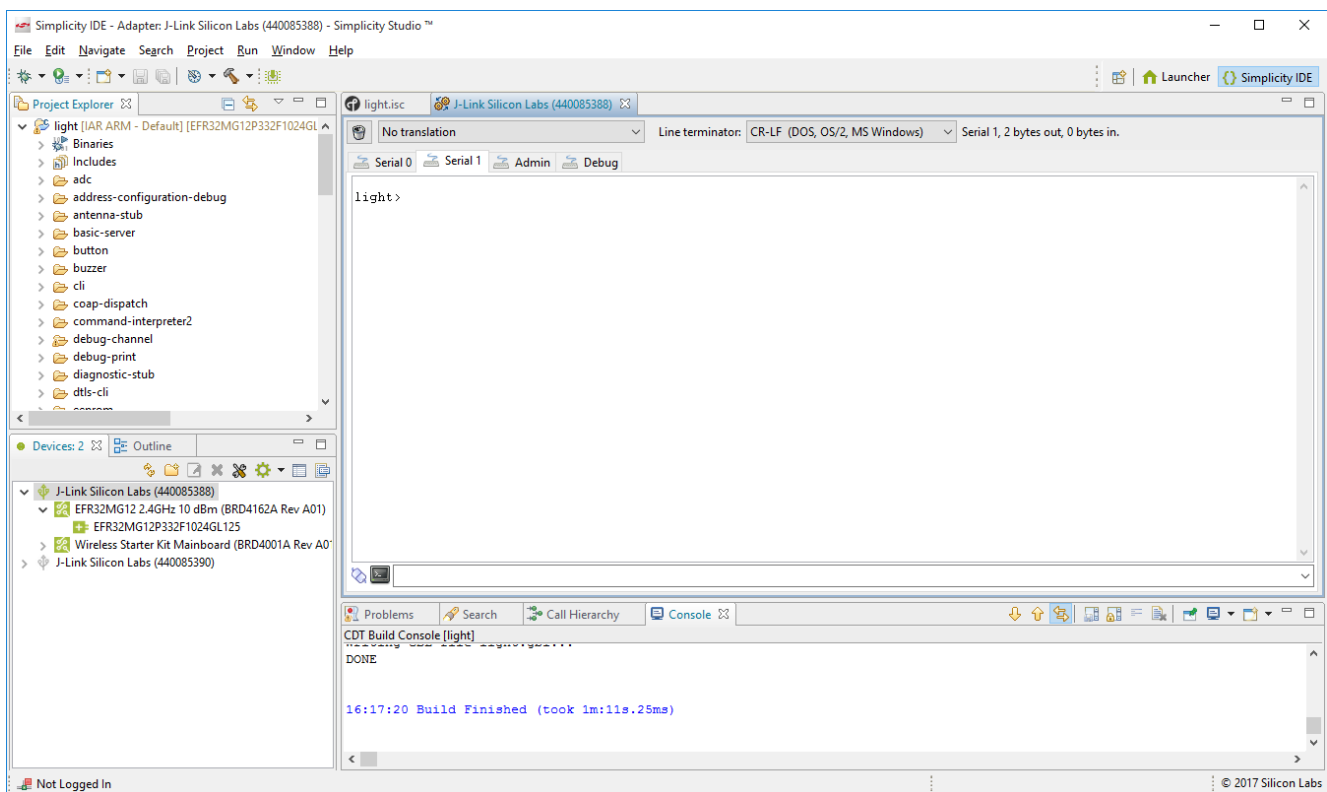 Simplicity IDE - Adapter: J-Link Silicon Labs (440085388) - Simplicity Studio ™
File Edit Navigate Search Project Run Window Help
Launcher Simplicity IDE
Project Explorer
light [IAR ARM - Default] [EFR32MG12P332F1024GL
Binaries
Includes
adc
address-configuration-debug
antenna-stub
basic-server
button
buzzer
cli
coap-dispatch
command-interpreter2
debug-channel
debug-print
diagnostic-stub
dtls-cli
Devices: 2 Outline
J-Link Silicon Labs (440085388)
EFR32MG12 2.4GHz 10 dBm (BRD4162A Rev A01)
EFR32MG12P332F1024GL125
Wireless Starter Kit Mainboard (BRD4001A Rev A0
J-Link Silicon Labs (440085390)
light.isc J-Link Silicon Labs (440085388)
No translation Line terminator: CR-LF (DOS, OS/2, MS Windows) Serial 1, 2 bytes out, 0 bytes in.
Serial 0 Serial 1 Admin Debug
light>
Problems Search Call Hierarchy Console
CDT Build Console [light]
DONE
16:17:20 Build Finished (took 1m:11s.25ms)
Not Logged In
© 2017 Silicon Labs